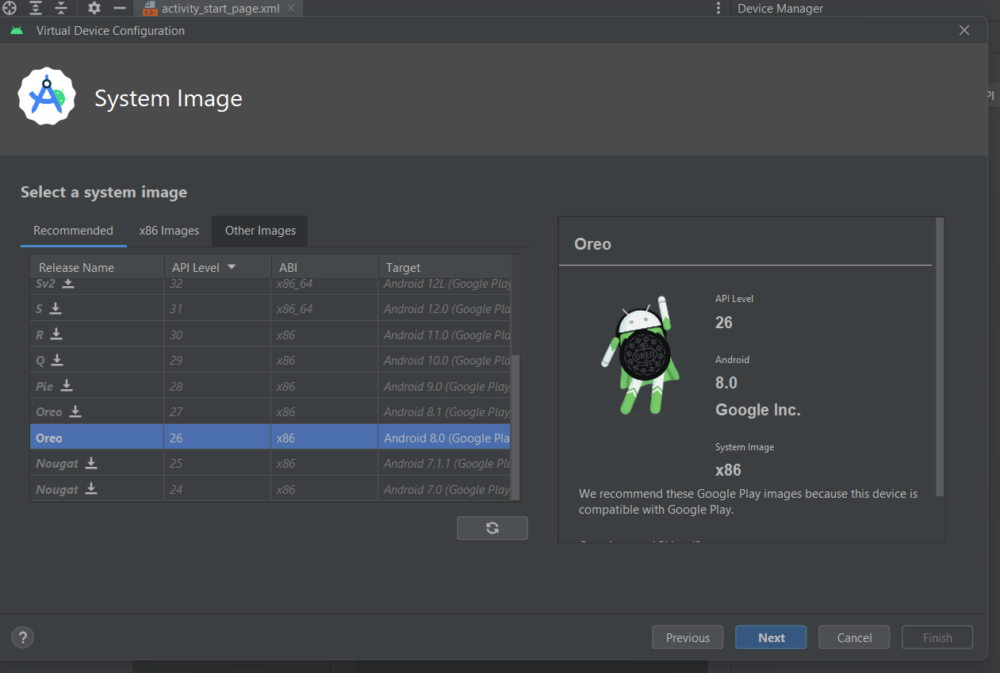 activity_start_page.xml
Device Manager
Virtual Device Configuration
System Image
Select a system image
Recommended x86 Images Other Images
Release Name API Level ABI Target
Sv2 32 x86_64 Android 12L (Google Play
S 31 x86_64 Android 12.0 (Google Pla
R 30 x86 Android 11.0 (Google Pla
Q 29 x86 Android 10.0 (Google Pla
Pie 28 x86 Android 9.0 (Google Play
Oreo 27 x86 Android 8.1 (Google Play
Oreo 26 x86 Android 8.0 (Google Pla
Nougat 25 x86 Android 7.1.1 (Google Pla
Nougat 24 x86 Android 7.0 (Google Play
Oreo
OREO
API Level
26
Android
8.0
Google Inc.
System Image
x86
We recommend these Google Play images because this device is
compatible with Google Play.
?
Previous Next Cancel Finish